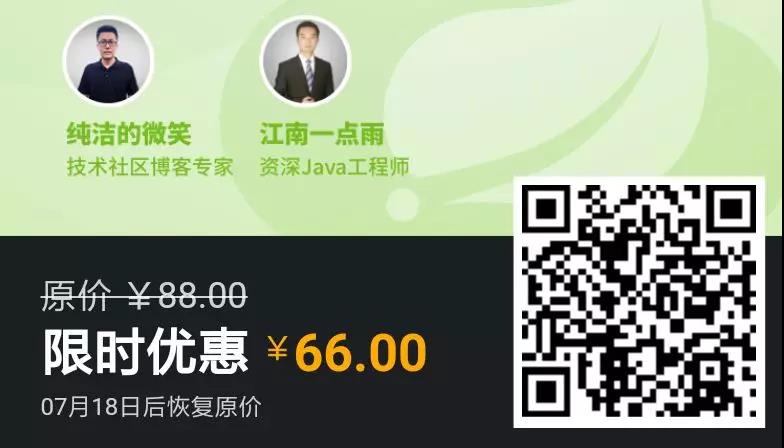 纯洁的微笑 江南一点雨
技术社区博客专家 资深Java工程师
原价 ￥88.00
限时优惠 ￥66.00
07月18日后恢复原价